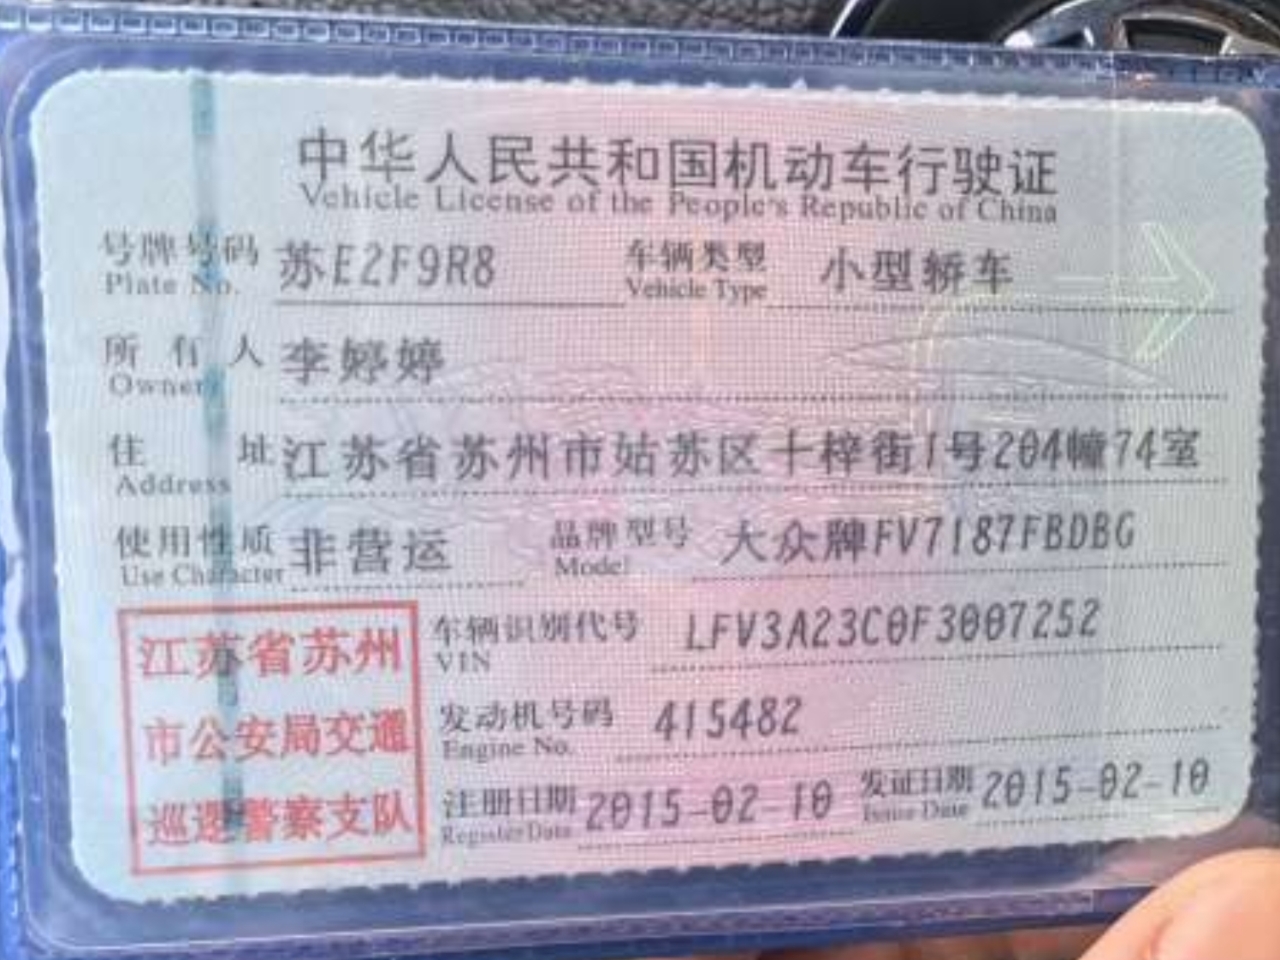 中华人民共和国机动车行驶证
Vehicle License of the People's Republic of China
号牌号码 苏E2F9R8 车辆类型 小型轿车
Plate No. Vehicle Type
所有人 李婷婷
Owner
住址 江苏省苏州市姑苏区十梓街1号204幢74室
Address
使用性质 非营运 品牌型号 大众牌FV7187FBDBG
Use Character Model
车辆识别代号 LFV3A23C0F3007252
VIN
发动机号码 415482
Engine No.
注册日期 2015-02-10 发证日期 2015-02-10
Register Date Issue Date
江苏省苏州
市公安局交通
巡逻警察支队